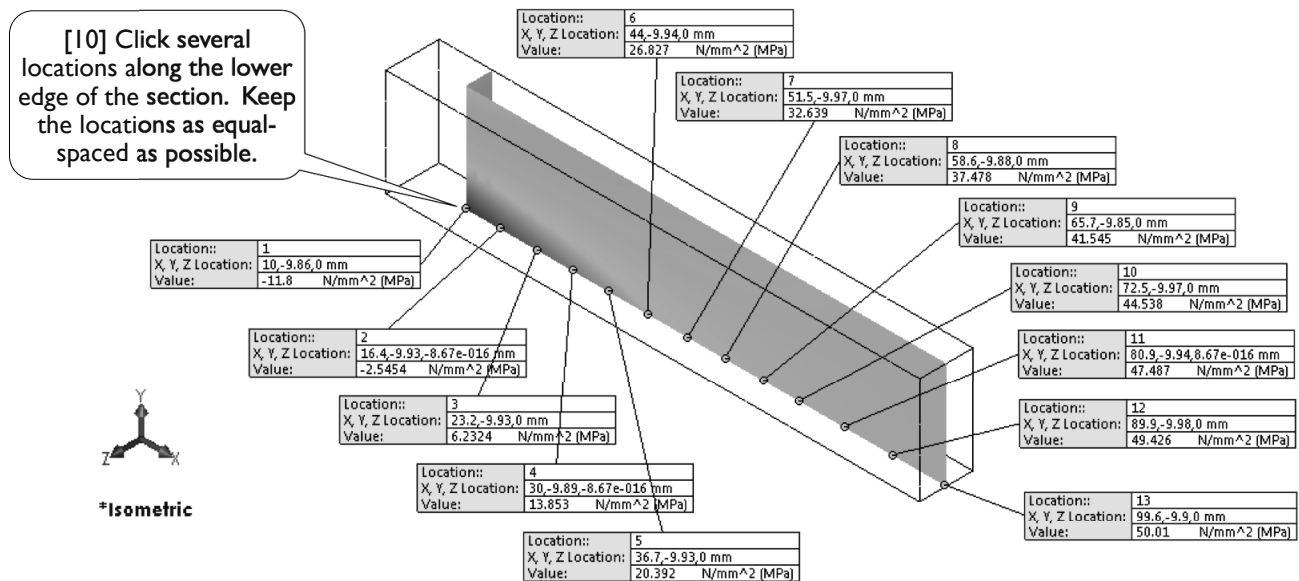 [10] Click several
locations along the lower
edge of the section. Keep
the locations as equal-
spaced as possible.
Location:: 6
X, Y, Z Location: 44,-9.94,0 mm
Value: 26.827 N/mm^2 (MPa)
Location:: 7
X, Y, Z Location: 51.5,-9.97,0 mm
Value: 32.639 N/mm^2 (MPa)
Location:: 8
X, Y, Z Location: 58.6,-9.88,0 mm
Value: 37.478 N/mm^2 (MPa)
Location:: 9
X, Y, Z Location: 65.7,-9.85,0 mm
Value: 41.545 N/mm^2 (MPa)
Location:: 1
X, Y, Z Location: 10,-9.86,0 mm
Value: -11.8 N/mm^2 (MPa)
Location:: 10
X, Y, Z Location: 72.5,-9.97,0 mm
Value: 44.538 N/mm^2 (MPa)
Location:: 2
X, Y, Z Location: 16.4,-9.93,-8.67e-016 mm
Value: -2.5454 N/mm^2 (MPa)
Location:: 11
X, Y, Z Location: 80.9,-9.94,8.67e-016 mm
Value: 47.487 N/mm^2 (MPa)
Location:: 3
X, Y, Z Location: 23.2,-9.93,0 mm
Value: 6.2324 N/mm^2 (MPa)
Location:: 12
X, Y, Z Location: 89.9,-9.98,0 mm
Value: 49.426 N/mm^2 (MPa)
Location:: 4
X, Y, Z Location: 30,-9.89,-8.67e-016 mm
Value: 13.853 N/mm^2 (MPa)
Location:: 13
X, Y, Z Location: 99.6,-9.9,0 mm
Value: 50.01 N/mm^2 (MPa)
Location:: 5
X, Y, Z Location: 36.7,-9.93,0 mm
Value: 20.392 N/mm^2 (MPa)
Y
Z
X
*Isometric